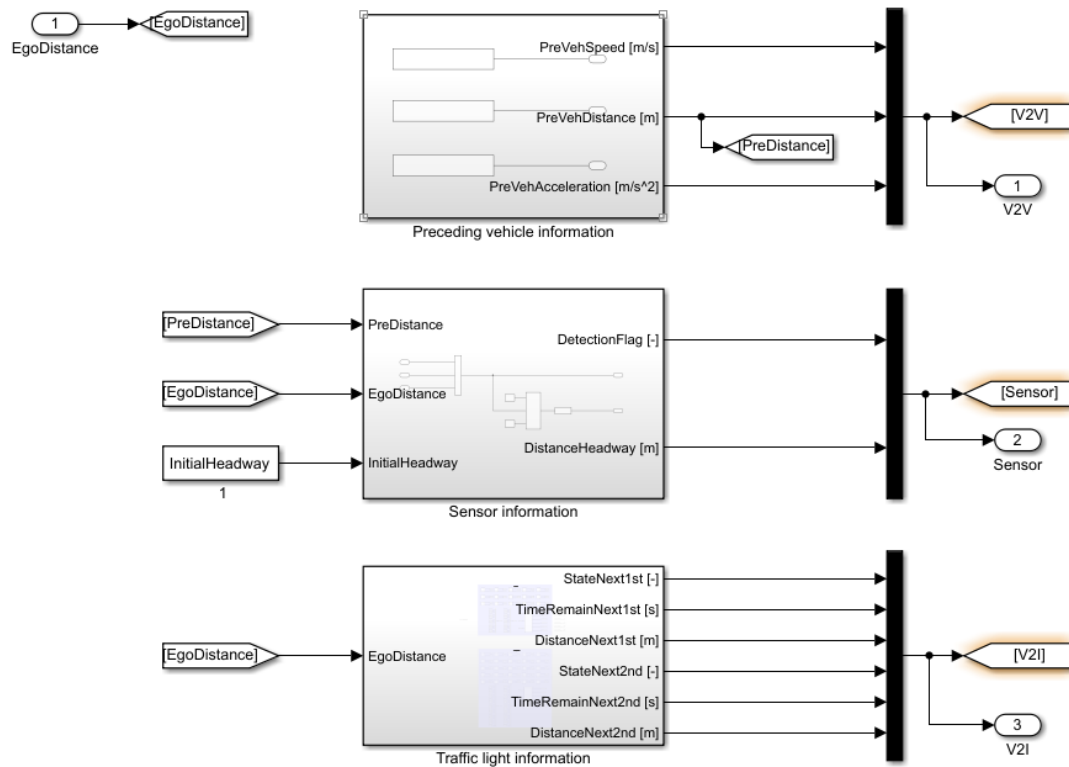 1
EgoDistance
[EgoDistance]
PreVehSpeed [m/s]
PreVehDistance [m]
PreVehAcceleration [m/s^2]
Preceding vehicle information
[PreDistance]
[V2V]
1
V2V
[PreDistance]
[EgoDistance]
InitialHeadway
1
PreDistance
EgoDistance
InitialHeadway
DetectionFlag [-]
DistanceHeadway [m]
Sensor information
[Sensor]
2
Sensor
[EgoDistance]
EgoDistance
StateNext1st [-]
TimeRemainNext1st [s]
DistanceNext1st [m]
StateNext2nd [-]
TimeRemainNext2nd [s]
DistanceNext2nd [m]
Traffic light information
[V2I]
3
V2I